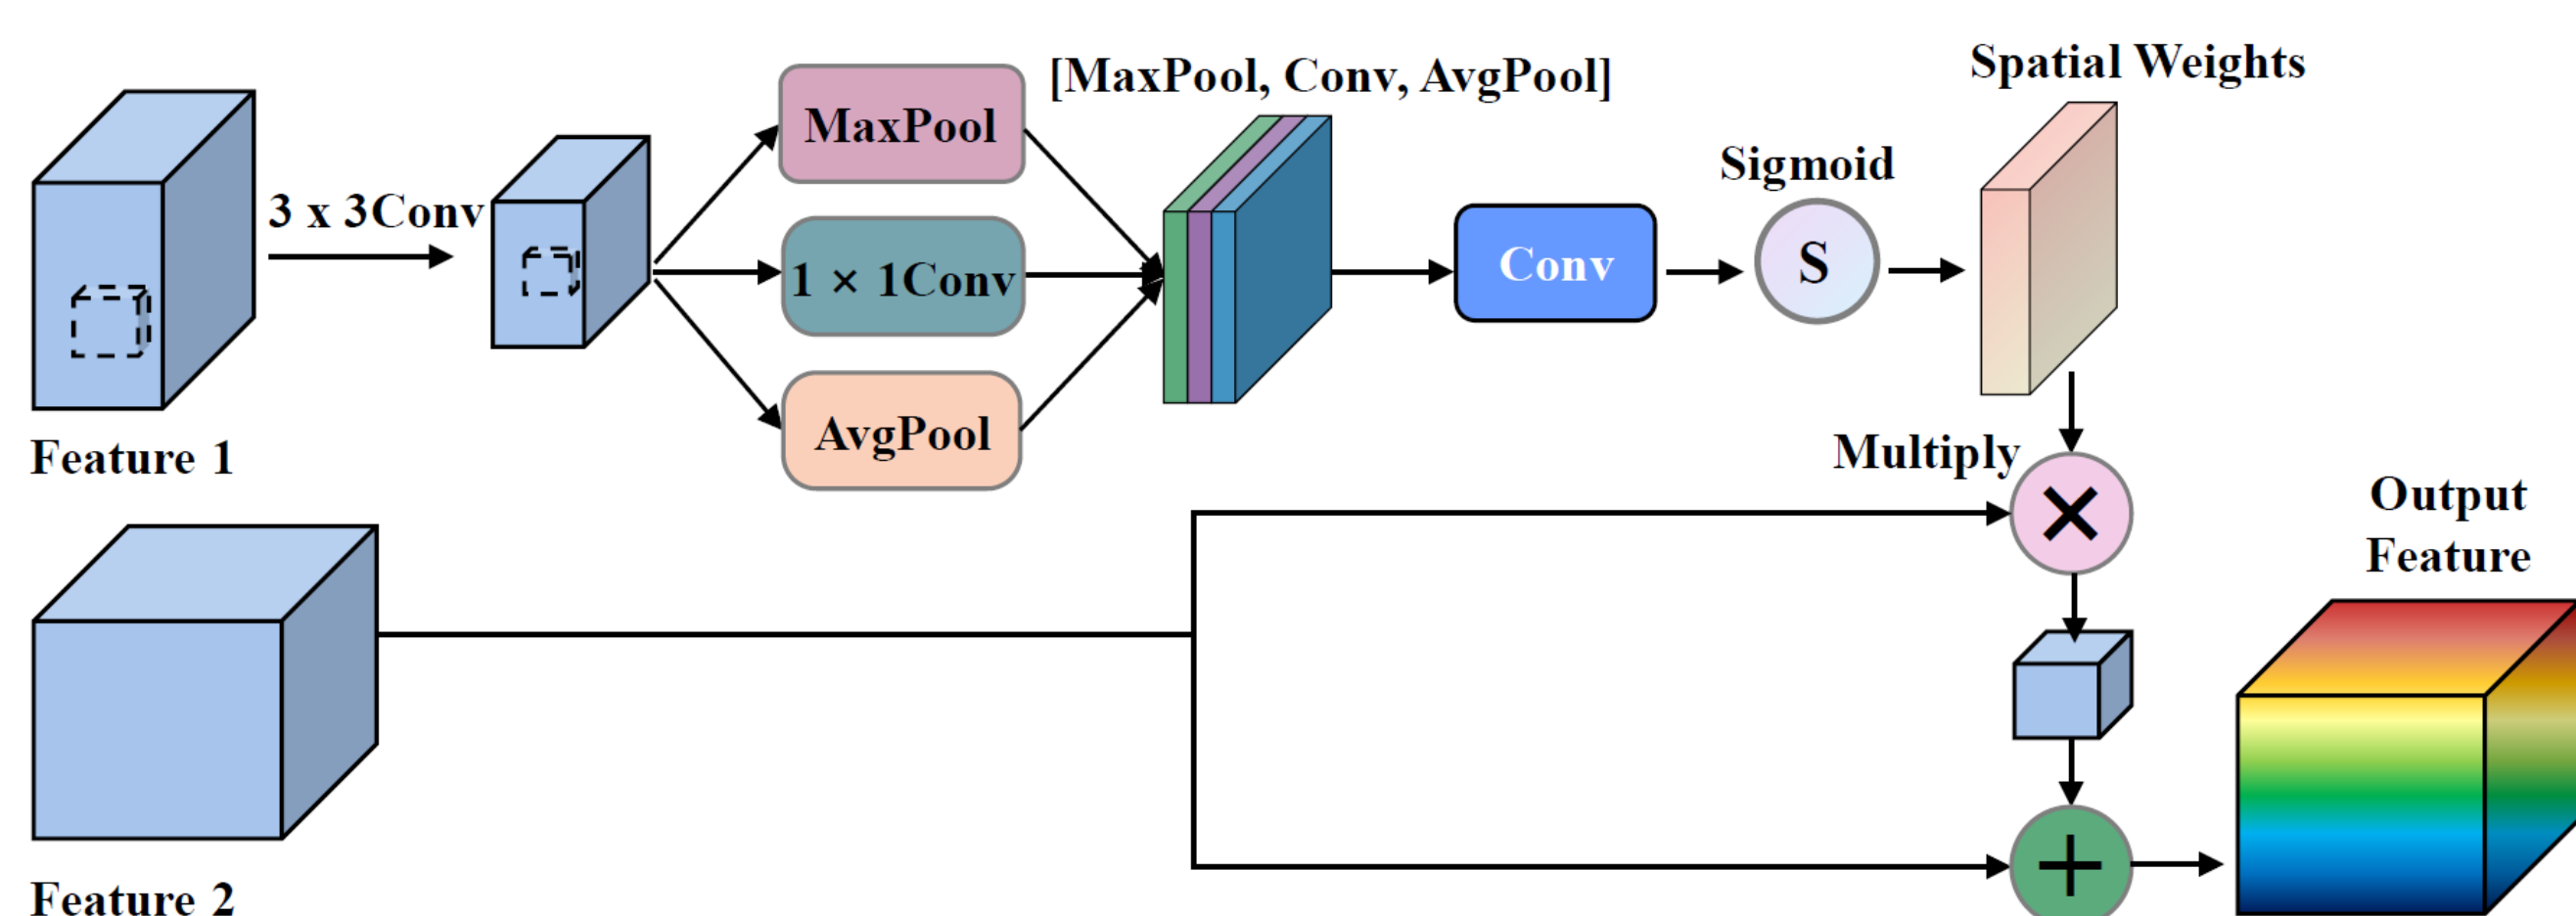 Spatial Weights
[MaxPool, Conv, AvgPool]
MaxPool
Sigmoid
3 x 3Conv
1 × 1Conv
Conv
S
AvgPool
Feature 1
Multiply
×
Output
Feature
+
Feature 2